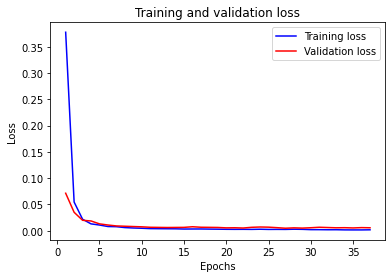 Training and validation loss
Training loss
Validation loss
0.35
0.30
0.25
0.20
0.15
0.10
0.05
0.00
Loss
0 5 10 15 20 25 30 35
Epochs